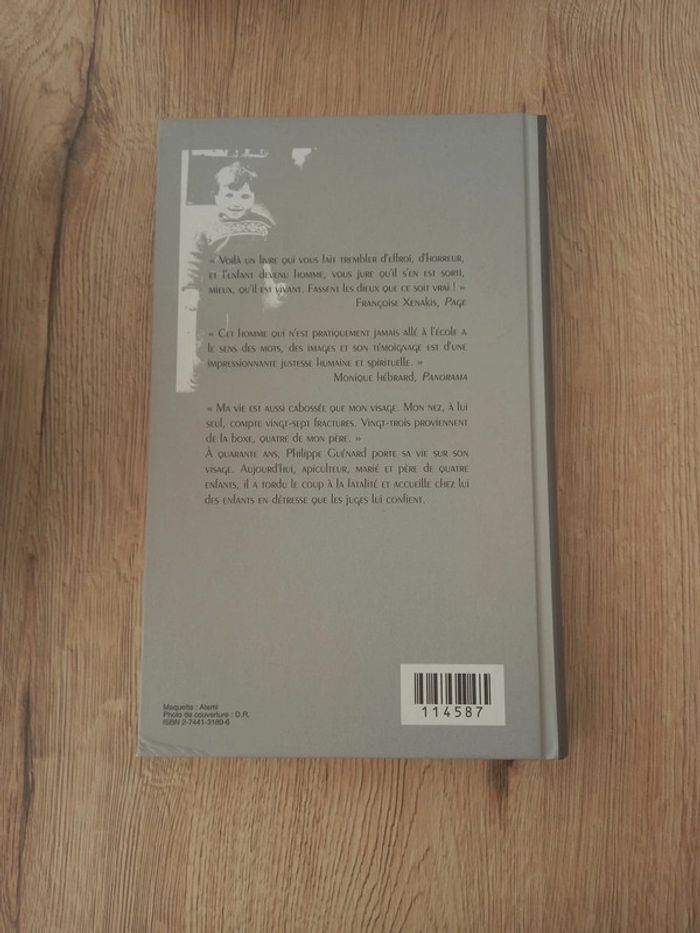 « Voilà un livre qui vous fait trembler d'effroi, d'horreur,
et l'enfant devenu homme, vous jure qu'il s'en est sorti,
mieux, qu'il est vivant. Fassent les dieux que ce soit vrai ! »
Françoise Xenakis, Page
« Cet homme qui n'est pratiquement jamais allé à l'école a
le sens des mots, des images et son témoignage est d'une
impressionnante justesse humaine et spirituelle. »
Monique Hébrard, Panorama
« Ma vie est aussi cabossée que mon visage. Mon nez, à lui
seul, compte vingt-sept fractures. Vingt-trois proviennent
de la boxe, quatre de mon père. »
À quarante ans, Philippe Guénard porte sa vie sur son
visage. Aujourd'hui, apiculteur, marié et père de quatre
enfants, il a tordu le coup à la fatalité et accueille chez lui
des enfants en détresse que les juges lui confient.
Maquette : Atemi
Photo de couverture : D.R.
ISBN 2-7441-3180-6
114587